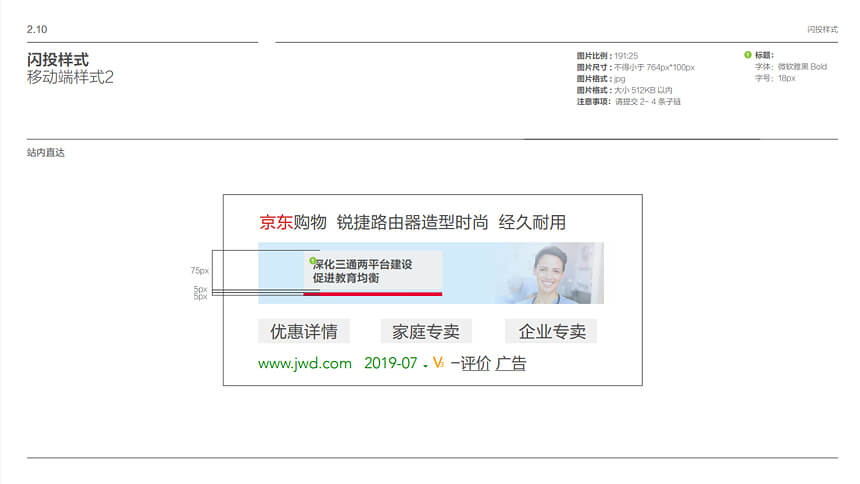 2.10
闪投样式
闪投样式
移动端样式2
图片比例：191:25
图片尺寸：不得小于 764px*100px
图片格式：jpg
图片格式：大小 512KB 以内
注意事项：请提交 2- 4 条子链
1 标题：
字体：微软雅黑 Bold
字号：18px
站内直达
京东购物 锐捷路由器造型时尚 经久耐用
75px
5px
5px
深化三通两平台建设
促进教育均衡
优惠详情 家庭专卖 企业专卖
www.jwd.com 2019-07 V3 —评价 广告